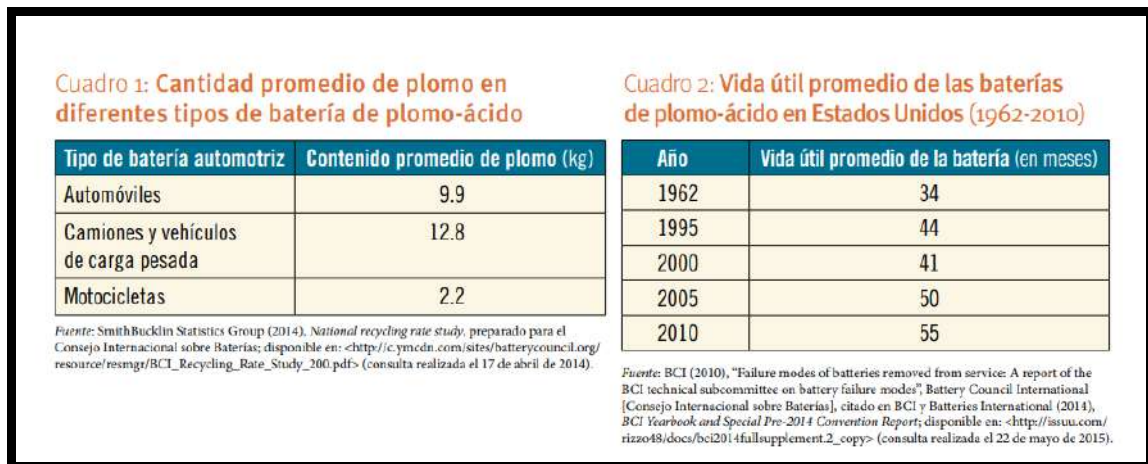 Cuadro 1: Cantidad promedio de plomo en
diferentes tipos de batería de plomo-ácido
Tipo de batería automotriz Contenido promedio de plomo (kg)
Automóviles 9.9
Camiones y vehículos 12.8
de carga pesada
Motocicletas 2.2
Fuente: SmithBucklin Statistics Group (2014), National recycling rate study, preparado para el
Consejo Internacional sobre Baterías; disponible en: <http://c.ymcdn.com/sites/batterycouncil.org/
resource/resmgr/BCI_Recycling_Rate_Study_200.pdf> (consulta realizada el 17 de abril de 2014).
Cuadro 2: Vida útil promedio de las baterías
de plomo-ácido en Estados Unidos (1962-2010)
Año Vida útil promedio de la batería (en meses)
1962 34
1995 44
2000 41
2005 50
2010 55
Fuente: BCI (2010), “Failure modes of batteries removed from service: A report of the
BCI technical subcommittee on battery failure modes”, Battery Council International
[Consejo Internacional sobre Baterías], citado en BCI y Batteries International (2014),
BCI Yearbook and Special Pre-2014 Convention Report; disponible en: <http://issuu.com/
rizzo48/docs/bci2014fullsupplement.2_copy> (consulta realizada el 22 de mayo de 2015).